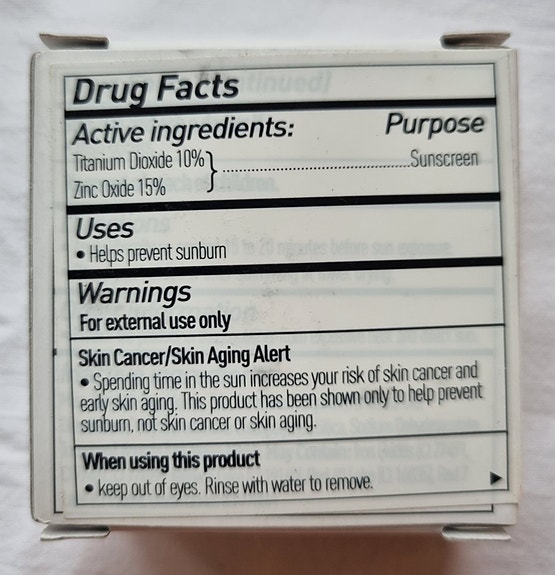 Drug Facts
Active ingredients: Purpose
Titanium Dioxide 10% } ........................................Sunscreen
Zinc Oxide 15%
Uses
• Helps prevent sunburn
Warnings
For external use only
Skin Cancer/Skin Aging Alert
• Spending time in the sun increases your risk of skin cancer and
early skin aging. This product has been shown only to help prevent
sunburn, not skin cancer or skin aging.
When using this product
• keep out of eyes. Rinse with water to remove.